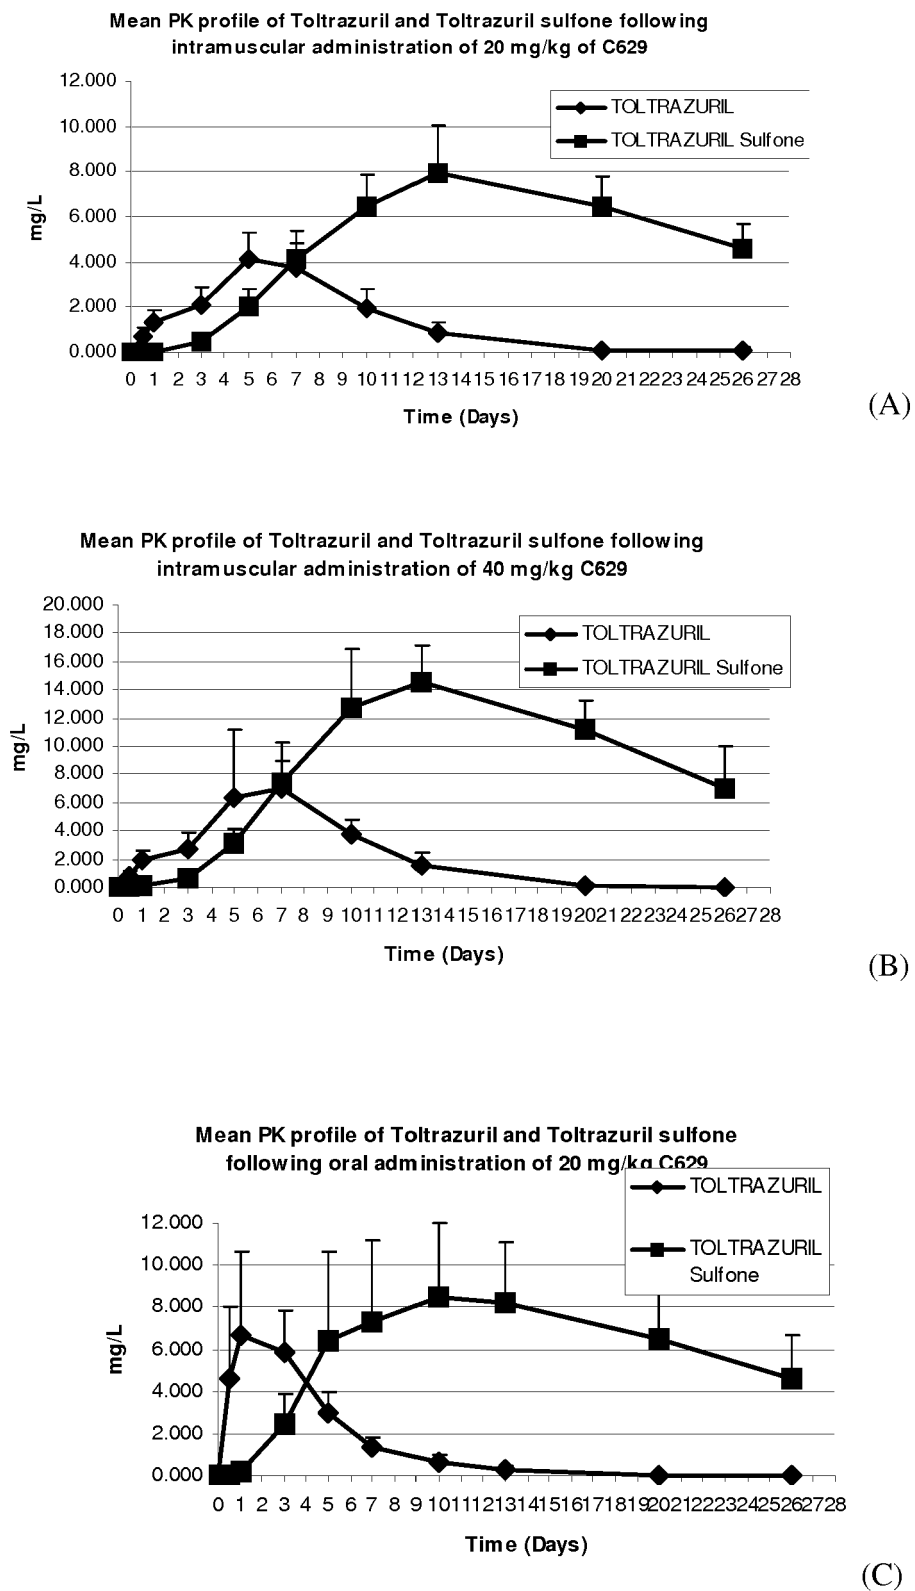 Mean PK profile of Toltrazuril and Toltrazuril sulfone following
intramuscular administration of 20 mg/kg of C629
12.000
10.000
8.000
6.000
4.000
2.000
0.000
mg/L
TOLTRAZURIL
TOLTRAZURIL Sulfone
0 1 2 3 4 5 6 7 8 9 10 11 12 13 14 15 16 17 18 19 20 21 22 23 24 25 26 27 28
Time (Days)
(A)
Mean PK profile of Toltrazuril and Toltrazuril sulfone following
intramuscular administration of 40 mg/kg C629
20.000
18.000
16.000
14.000
12.000
10.000
8.000
6.000
4.000
2.000
0.000
mg/L
TOLTRAZURIL
TOLTRAZURIL Sulfone
0 1 2 3 4 5 6 7 8 9 10 11 12 13 14 15 16 17 18 19 20 21 22 23 24 25 26 27 28
Time (Days)
(B)
Mean PK profile of Toltrazuril and Toltrazuril sulfone
following oral administration of 20 mg/kg C629
12.000
10.000
8.000
6.000
4.000
2.000
0.000
mg/L
TOLTRAZURIL
TOLTRAZURIL
Sulfone
0 1 2 3 4 5 6 7 8 9 10 11 12 13 14 15 16 17 18 19 20 21 22 23 24 25 26 27 28
Time (Days)
(C)